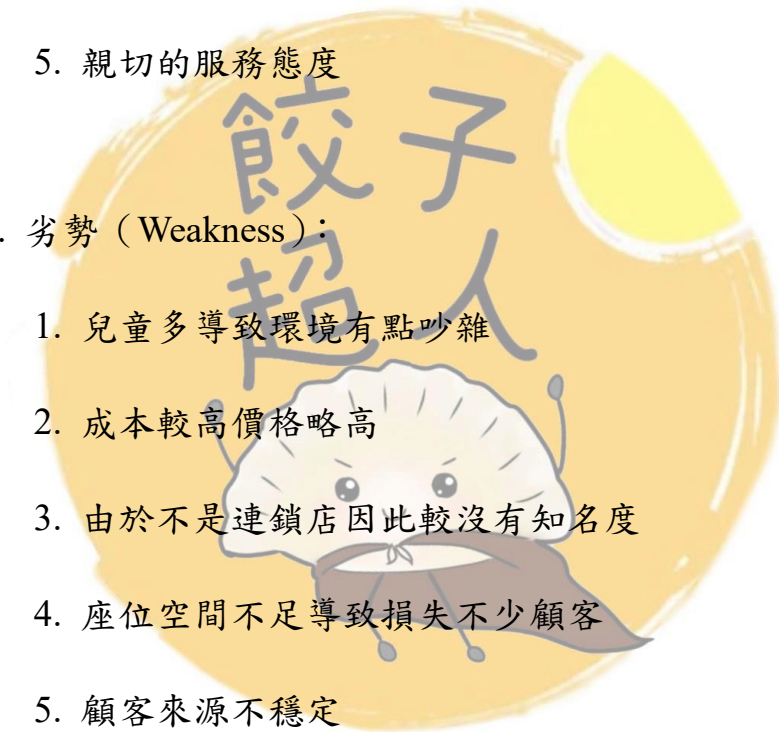 5. 親切的服務態度
餃子
. 劣勢（Weakness）：
超人
1. 兒童多導致環境有點吵雜
2. 成本較高價格略高
3. 由於不是連鎖店因此較沒有知名度
4. 座位空間不足導致損失不少顧客
5. 顧客來源不穩定